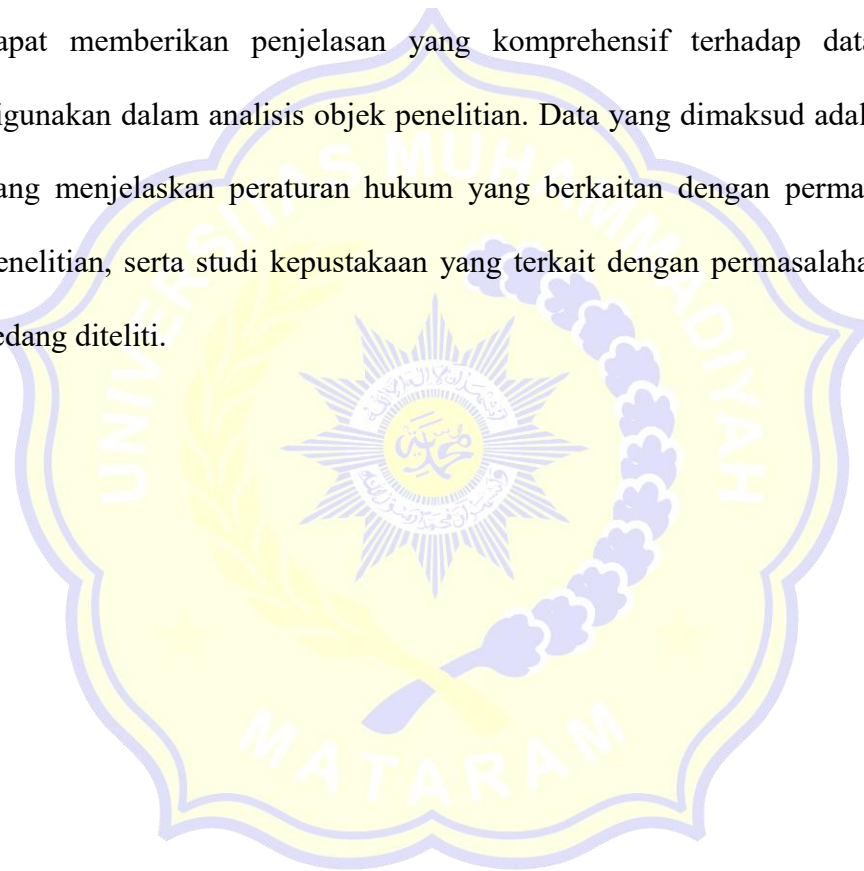 apat memberikan penjelasan yang komprehensif terhadap data
igunakan dalam analisis objek penelitian. Data yang dimaksud adal
ang menjelaskan peraturan hukum yang berkaitan dengan perma
enelitian, serta studi kepustakaan yang terkait dengan permasalaha
edang diteliti.
UNIVERSITAS MUHAMMADIYAH
MATARAM